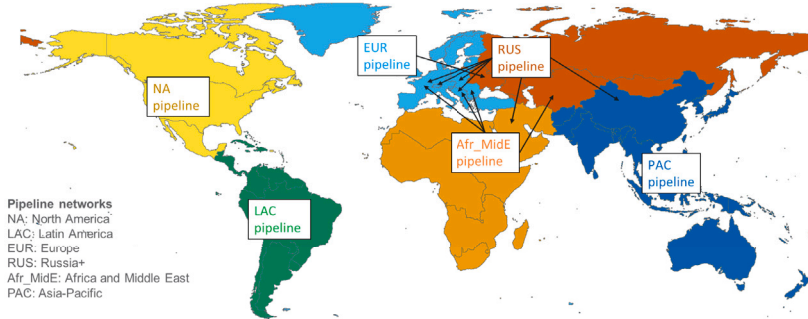 EUR
pipeline
RUS
pipeline
NA
pipeline
Afr_MidE
pipeline
PAC
pipeline
LAC
pipeline
Pipeline networks
NA: North America
LAC: Latin America
EUR: Europe
RUS: Russia+
Afr_MidE: Africa and Middle East
PAC: Asia-Pacific